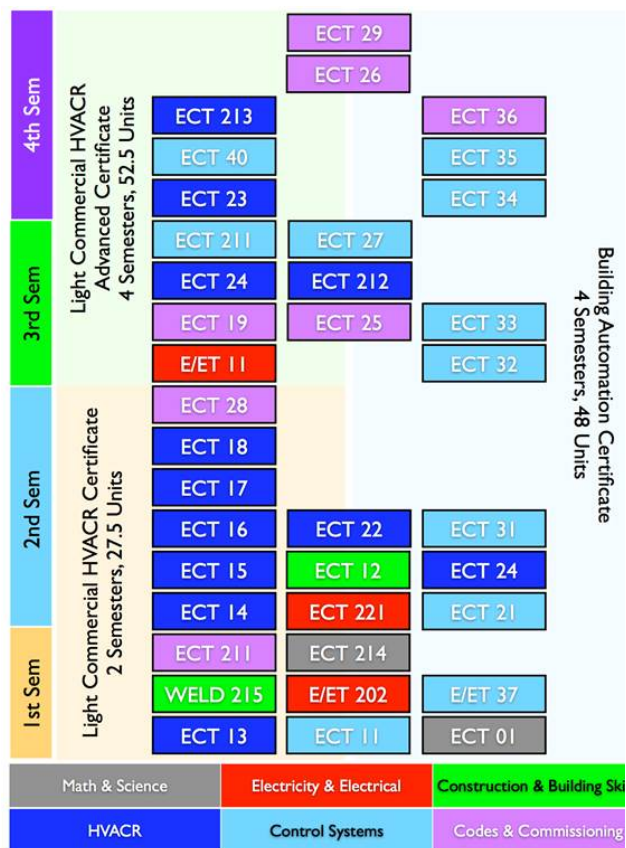 4th Sem
3rd Sem
2nd Sem
1st Sem
Light Commercial HVACR
Advanced Certificate
4 Semesters, 52.5 Units
Light Commercial HVACR Certificate
2 Semesters, 27.5 Units
ECT 29
ECT 26
ECT 213
ECT 36
ECT 40
ECT 35
ECT 23
ECT 34
ECT 211
ECT 27
ECT 24
ECT 212
ECT 19
ECT 25
ECT 33
E/ET 11
ECT 32
ECT 28
ECT 18
ECT 17
ECT 16
ECT 22
ECT 31
ECT 15
ECT 12
ECT 24
ECT 14
ECT 221
ECT 21
ECT 211
ECT 214
WELD 215
E/ET 202
E/ET 37
ECT 13
ECT 11
ECT 01
Building Automation Certificate
4 Semesters, 48 Units
Math & Science
Electricity & Electrical
Construction & Building Ski
HVACR
Control Systems
Codes & Commissioning